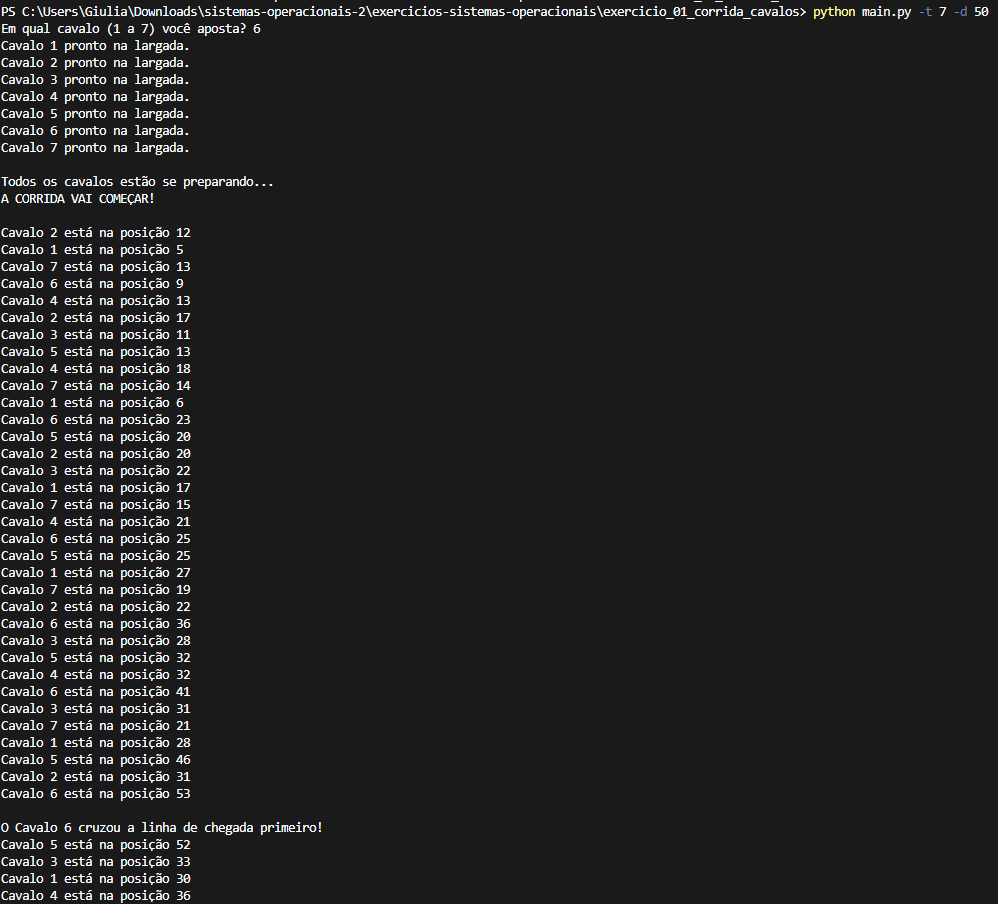 PS C:\Users\Giulia\Downloads\sistemas-operacionais-2\exercicios-sistemas-operacionais\exercicio_01_corrida_cavalos> python main.py -t 7 -d 50
Em qual cavalo (1 a 7) você aposta? 6
Cavalo 1 pronto na largada.
Cavalo 2 pronto na largada.
Cavalo 3 pronto na largada.
Cavalo 4 pronto na largada.
Cavalo 5 pronto na largada.
Cavalo 6 pronto na largada.
Cavalo 7 pronto na largada.
Todos os cavalos estão se preparando...
A CORRIDA VAI COMEÇAR!
Cavalo 2 está na posição 12
Cavalo 1 está na posição 5
Cavalo 7 está na posição 13
Cavalo 6 está na posição 9
Cavalo 4 está na posição 13
Cavalo 2 está na posição 17
Cavalo 3 está na posição 11
Cavalo 5 está na posição 13
Cavalo 4 está na posição 18
Cavalo 7 está na posição 14
Cavalo 1 está na posição 6
Cavalo 6 está na posição 23
Cavalo 5 está na posição 20
Cavalo 2 está na posição 20
Cavalo 3 está na posição 22
Cavalo 1 está na posição 17
Cavalo 7 está na posição 15
Cavalo 4 está na posição 21
Cavalo 6 está na posição 25
Cavalo 5 está na posição 25
Cavalo 1 está na posição 27
Cavalo 7 está na posição 19
Cavalo 2 está na posição 22
Cavalo 6 está na posição 36
Cavalo 3 está na posição 28
Cavalo 5 está na posição 32
Cavalo 4 está na posição 32
Cavalo 6 está na posição 41
Cavalo 3 está na posição 31
Cavalo 7 está na posição 21
Cavalo 1 está na posição 28
Cavalo 5 está na posição 46
Cavalo 2 está na posição 31
Cavalo 6 está na posição 53
O Cavalo 6 cruzou a linha de chegada primeiro!
Cavalo 5 está na posição 52
Cavalo 3 está na posição 33
Cavalo 1 está na posição 30
Cavalo 4 está na posição 36